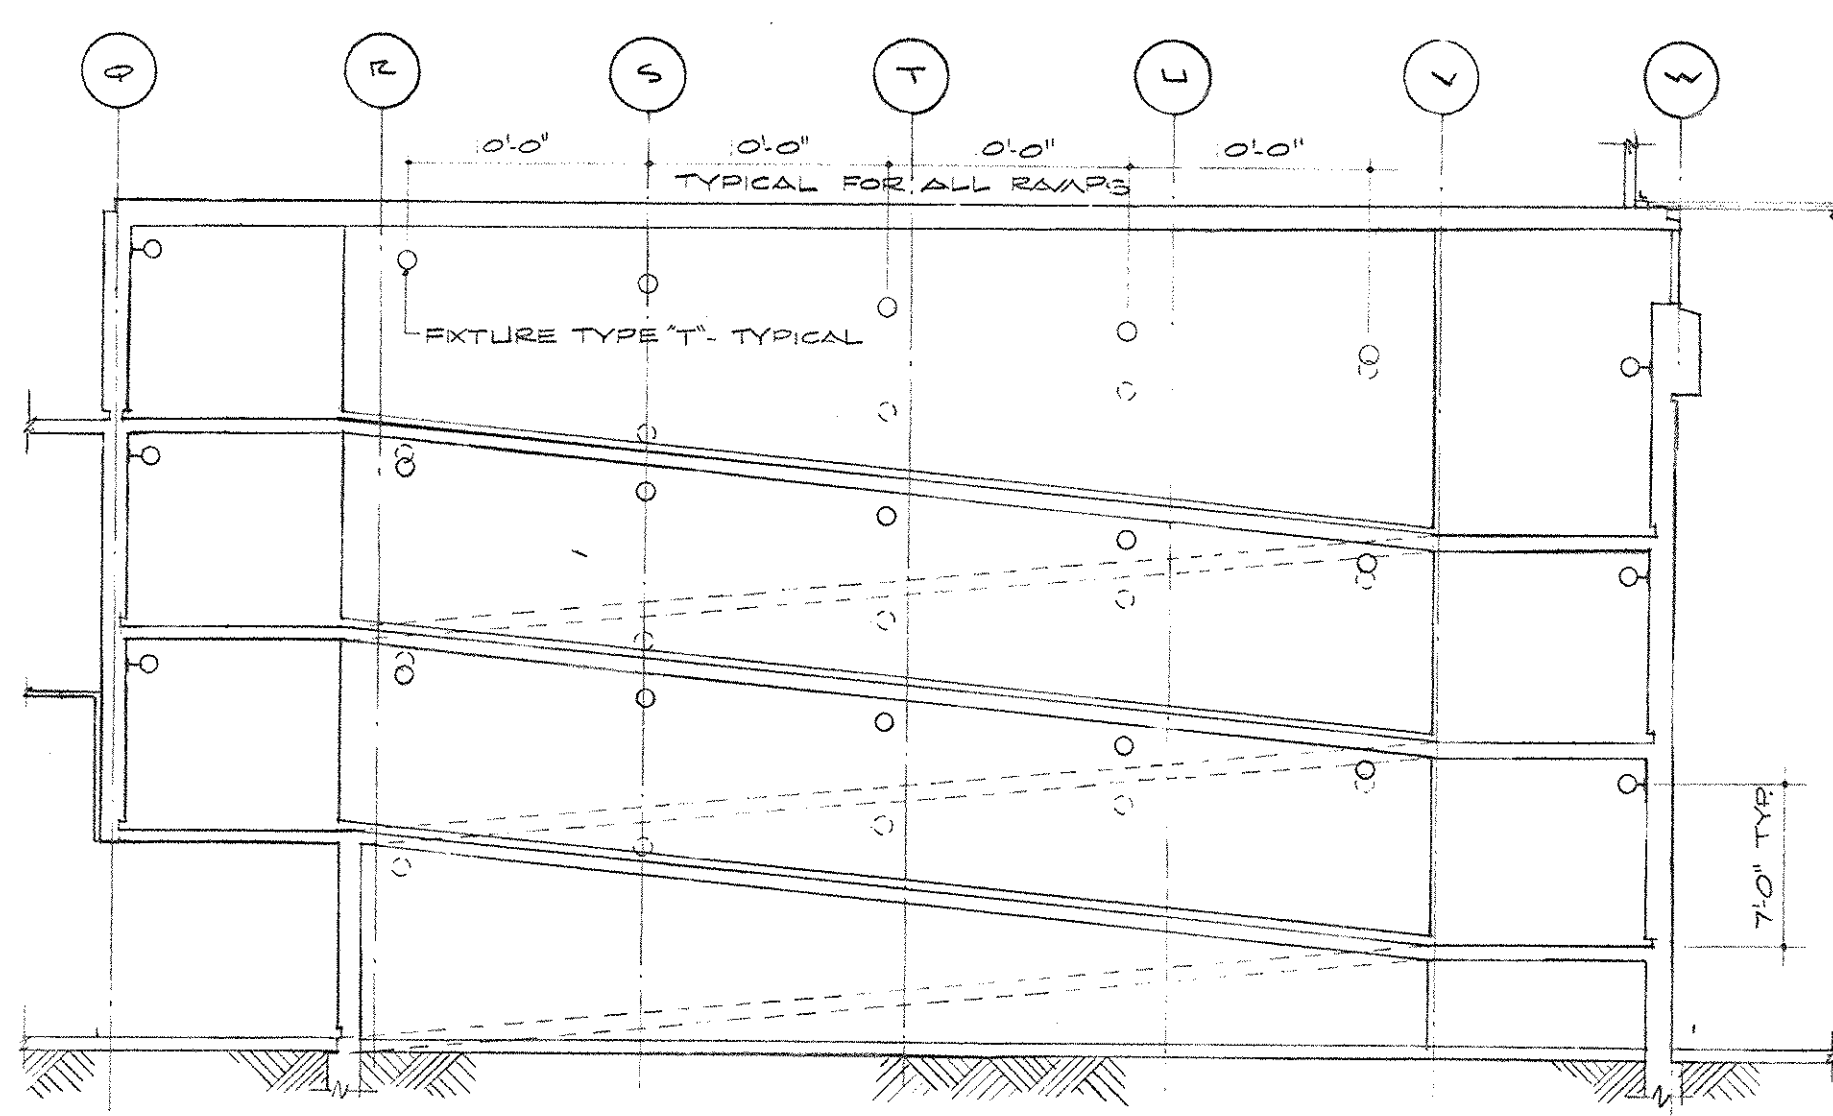 Q R S T U V W
10'-0" 10'-0" 10'-0" 10'-0"
TYPICAL FOR ALL RAMPS
FIXTURE TYPE "T" - TYPICAL
7'-0" TYP.